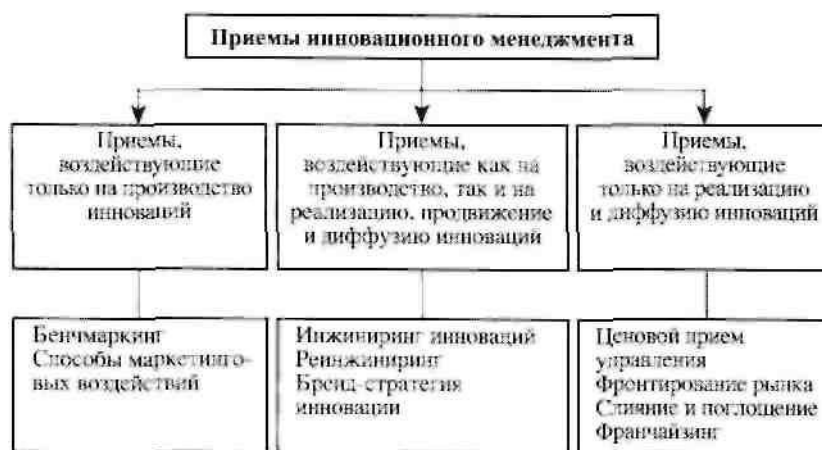 Приемы инновационного менеджмента
Приемы,
воздействующие
только на производство
инноваций
Приемы,
воздействующие как на
производство, так и на
реализацию, продвижение
и диффузию инноваций
Приемы,
воздействующие
только на реализацию
и диффузию инноваций
Бенчмаркинг
Способы маркетинго-
вых воздействий
Инжиниринг инноваций
Реинжиниринг
Бренд-стратегия
инновации
Ценовой прием
управления
Фронтирование рынка
Слияние и поглощение
Франчайзинг